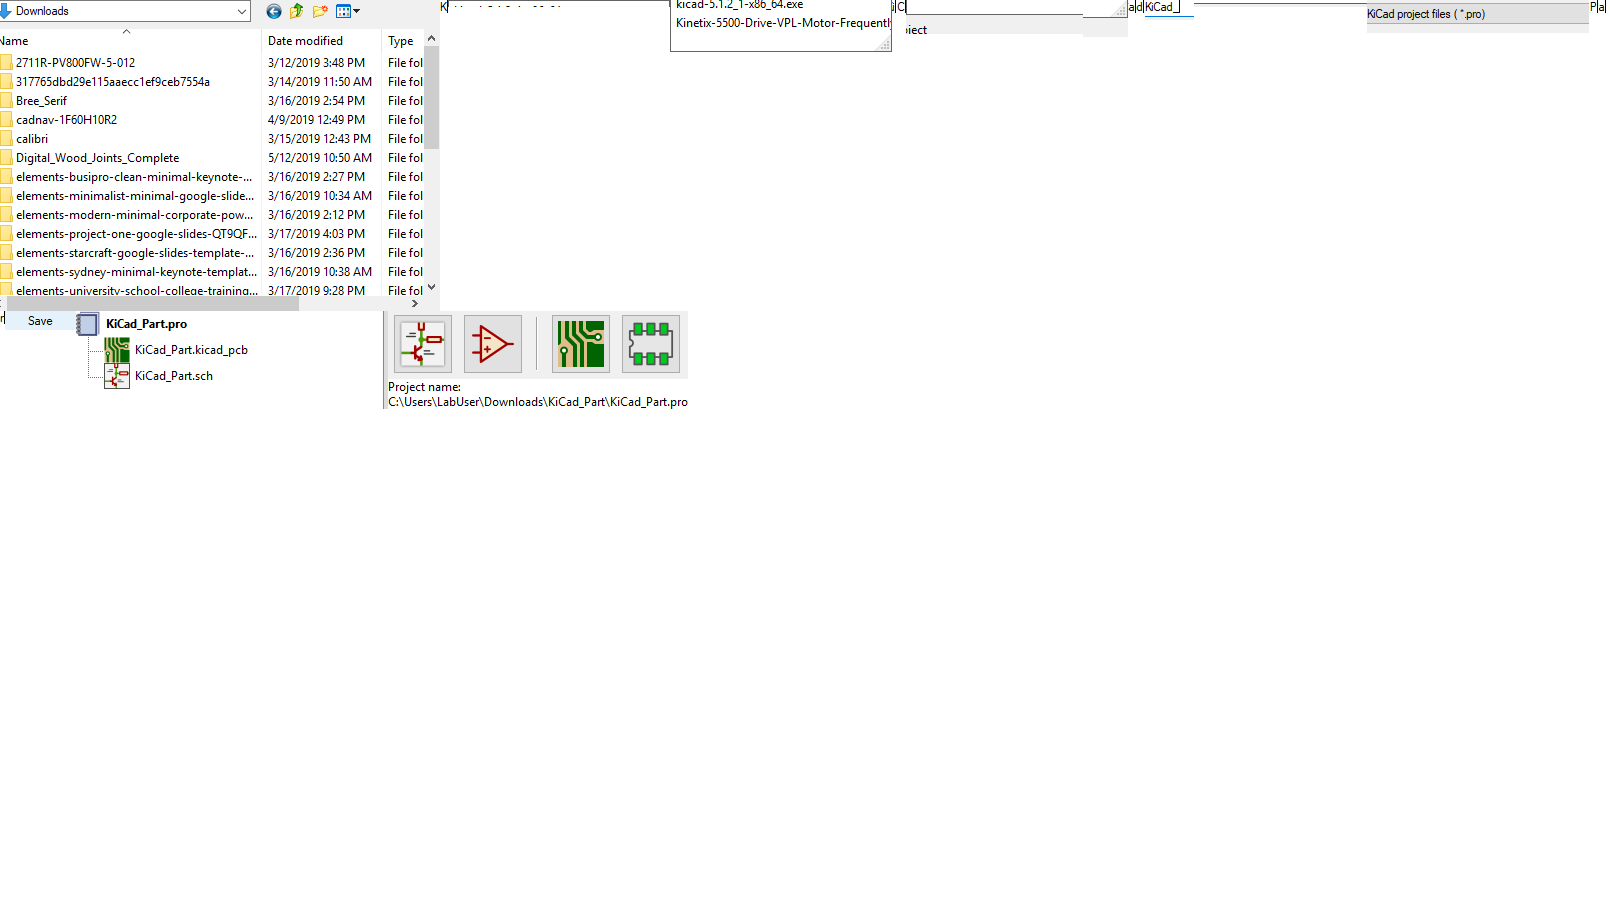 Downloads
Name Date modified Type
2711R-PV800FW-5-012 3/12/2019 3:48 PM File fol
317765dbd29e115aaecc1ef9ceb7554a 3/14/2019 11:50 AM File fol
Bree_Serif 3/16/2019 2:54 PM File fol
cadnav-1F60H10R2 4/9/2019 12:49 PM File fol
calibri 3/15/2019 12:43 PM File fol
Digital_Wood_Joints_Complete 5/12/2019 10:50 AM File fol
elements-busipro-clean-minimal-keynote-... 3/16/2019 2:27 PM File fol
elements-minimalist-minimal-google-slide... 3/16/2019 10:34 AM File fol
elements-modern-minimal-corporate-pow... 3/16/2019 2:12 PM File fol
elements-project-one-google-slides-QT9QF... 3/17/2019 4:03 PM File fol
elements-starcraft-google-slides-template-... 3/16/2019 2:36 PM File fol
elements-sydney-minimal-keynote-templat... 3/16/2019 10:38 AM File fol
elements-university-school-college-training... 3/17/2019 9:28 PM File fol
K
kicad-5.1.2_1-x86_64.exe
Kinetix-5500-Drive-VPL-Motor-Frequentl
C
ject
ad
KiCad_
KiCad project files ( *.pro)
Pa
r
Save
KiCad_Part.pro
KiCad_Part.kicad_pcb
KiCad_Part.sch
Project name:
C:\Users\LabUser\Downloads\KiCad_Part\KiCad_Part.pro